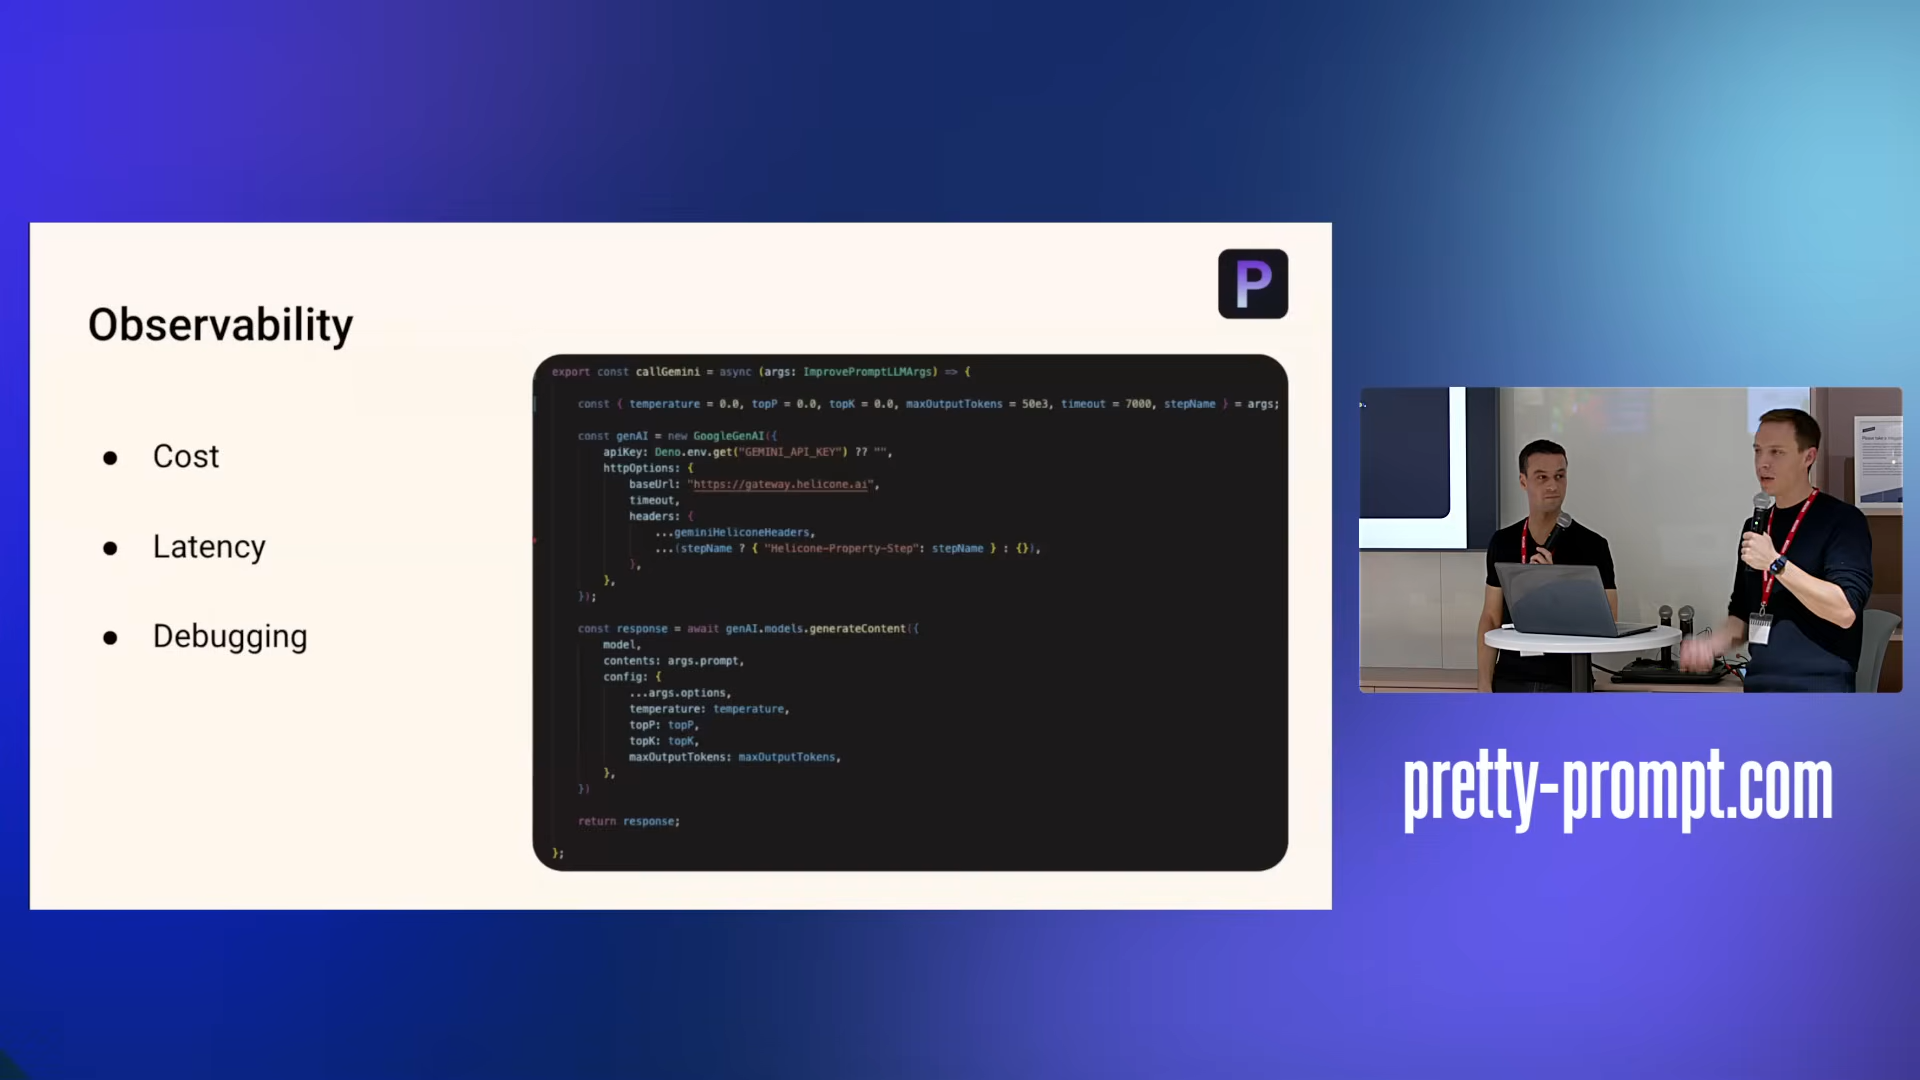 P
Observability
● Cost
● Latency
● Debugging
export const callGemini = async (args: ImprovePromptLLMArgs) => {
const { temperature = 0.0, topP = 0.0, topK = 0.0, maxOutputTokens = 50e3, timeout = 7000, stepName } = args;
const genAI = new GoogleGenAI({
apiKey: Deno.env.get("GEMINI_API_KEY") ?? "",
httpOptions: {
baseUrl: "https://gateway.helicone.ai",
timeout,
headers: {
...geminiHeliconeHeaders,
...(stepName ? { "Helicone-Property-Step": stepName } : {}),
},
},
});
const response = await genAI.models.generateContent({
model,
contents: args.prompt,
config: {
...args.options,
temperature: temperature,
topP: topP,
topK: topK,
maxOutputTokens: maxOutputTokens,
},
})
return response;
};
pretty-prompt.com